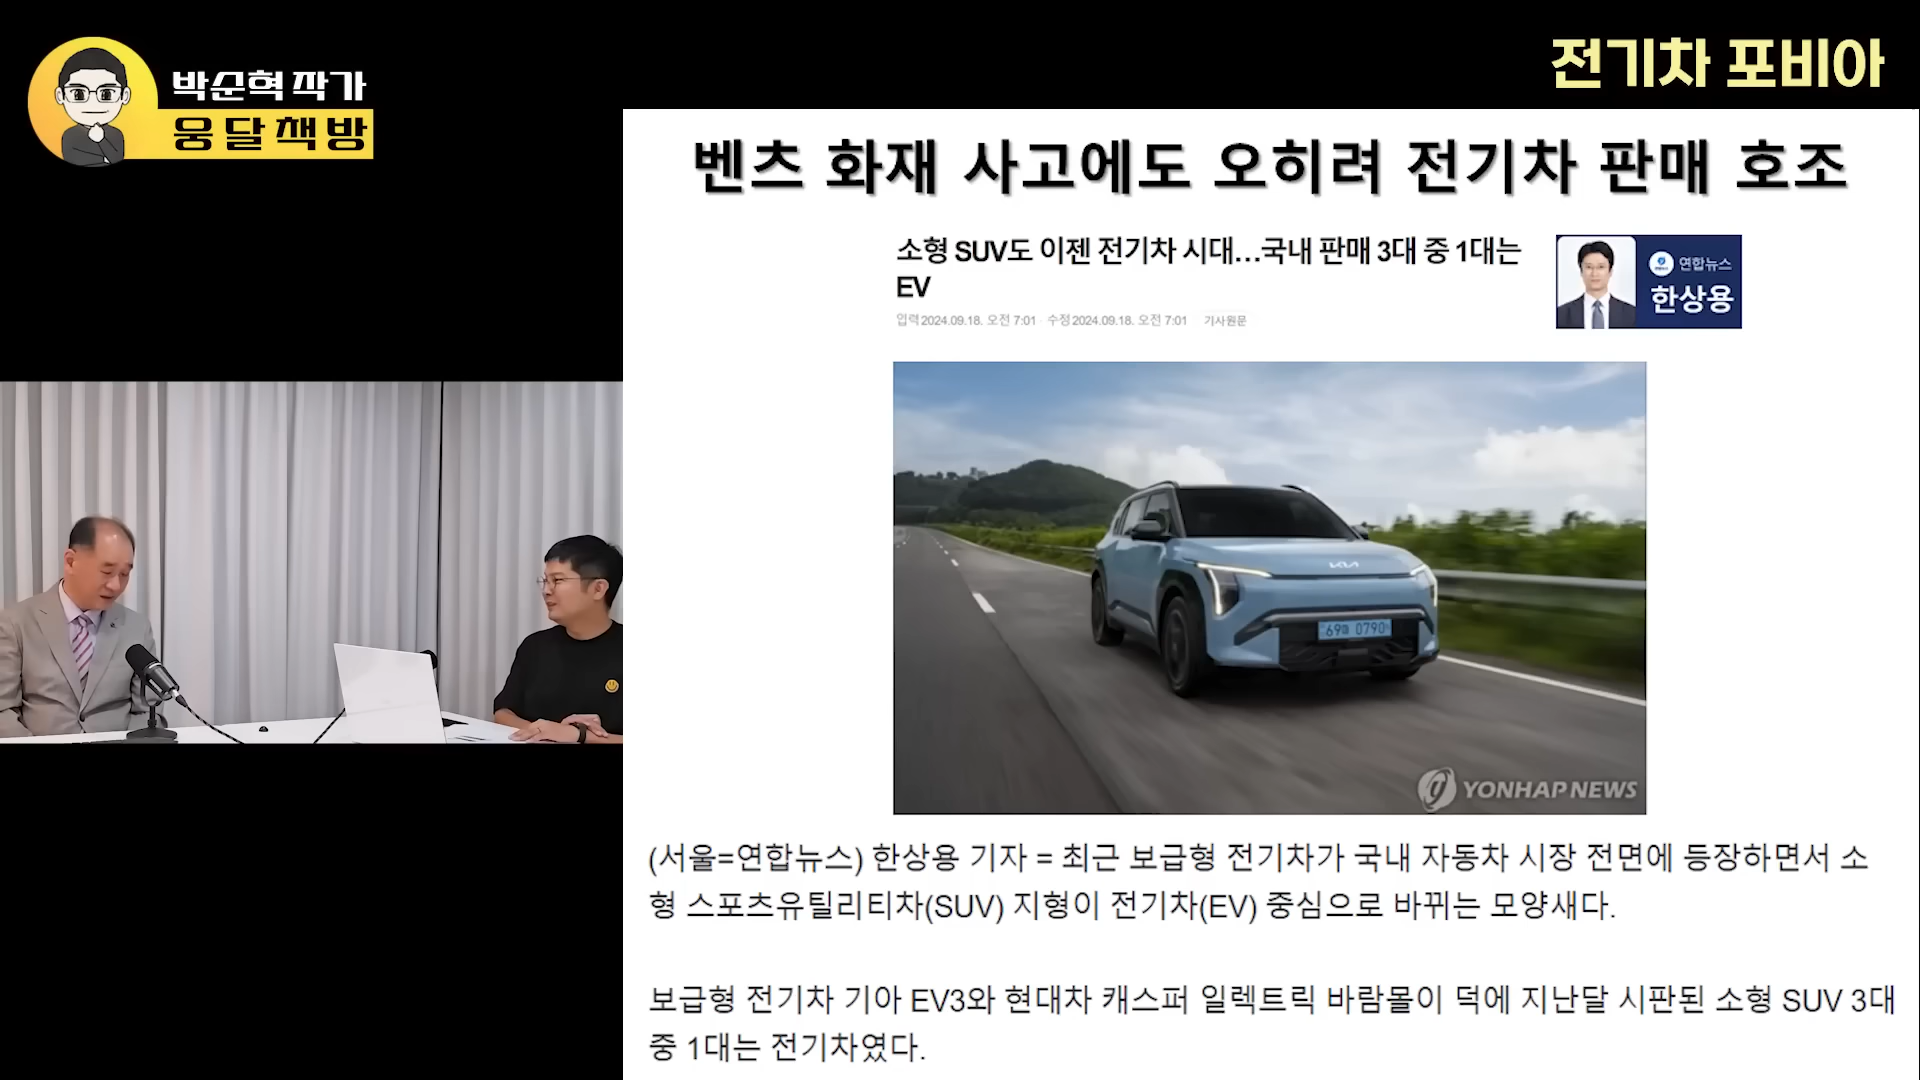 박순혁 작가
웅달책방
전기차 포비아
벤츠 화재 사고에도 오히려 전기차 판매 호조
소형 SUV도 이젠 전기차 시대...국내 판매 3대 중 1대는
EV
입력 2024.09.18. 오전 7:01 · 수정 2024.09.18. 오전 7:01 기사원문
연합뉴스
한상용
KIA
0790
YONHAP NEWS
(서울=연합뉴스) 한상용 기자 = 최근 보급형 전기차가 국내 자동차 시장 전면에 등장하면서 소
형 스포츠유틸리티차(SUV) 지형이 전기차(EV) 중심으로 바뀌는 모양새다.
보급형 전기차 기아 EV3와 현대차 캐스퍼 일렉트릭 바람몰이 덕에 지난달 시판된 소형 SUV 3대
중 1대는 전기차였다.